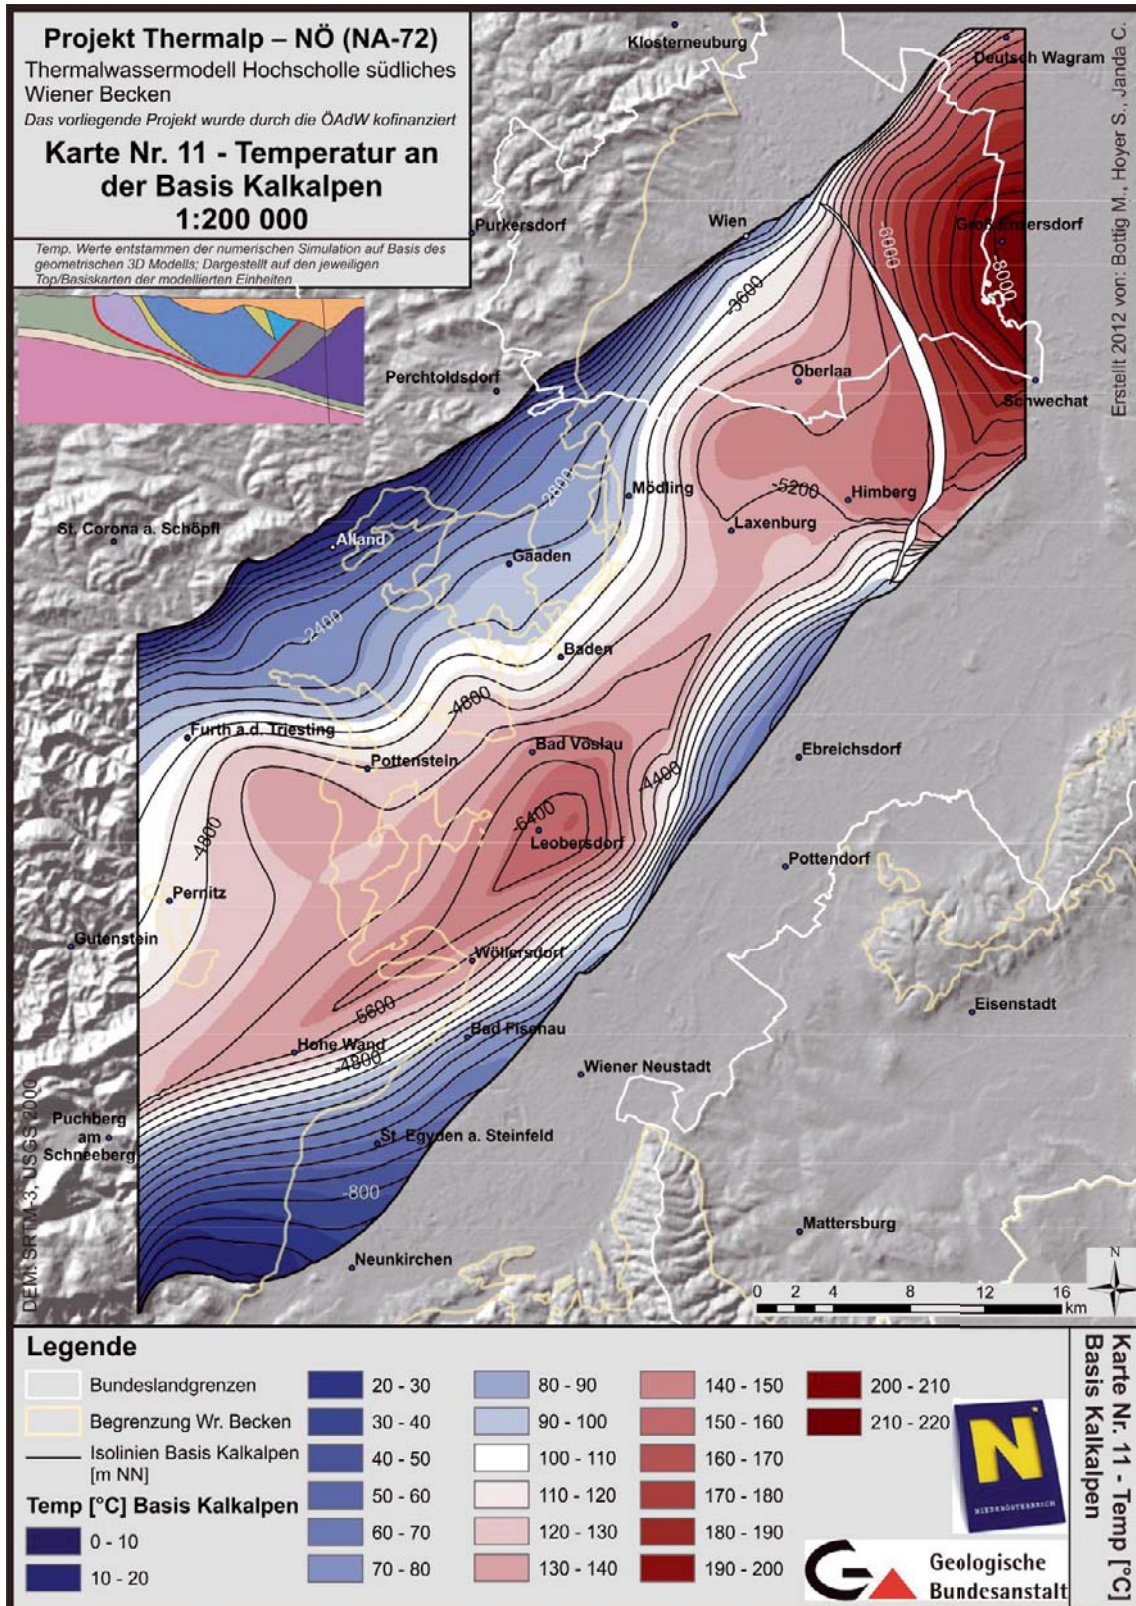 Projekt Thermalp – NÖ (NA-72)
Thermalwassermodell Hochscholle südliches
Wiener Becken
Das vorliegende Projekt wurde durch die ÖAdW kofinanziert
Karte Nr. 11 - Temperatur an
der Basis Kalkalpen
1:200 000
Temp. Werte entstammen der numerischen Simulation auf Basis des
geometrischen 3D Modells; Dargestellt auf den jeweiligen
Top/Basiskarten der modellierten Einheiten
Erstellt 2012 von: Bottig M., Hoyer S., Janda C.
Klosterneuburg
Deutsch Wagram
Purkersdorf
Wien
Groß Enzersdorf
-6000
-8000
-3600
Perchtoldsdorf
Oberlaa
Schwechat
-2800
Mödling
-5200
Himberg
Laxenburg
St. Corona a. Schöpfl
Alland
Gaaden
-2400
Baden
-4800
Furth a.d. Triesting
Pottenstein
Bad Vöslau
Ebreichsdorf
-4400
-4800
-6400
Leobersdorf
Pottendorf
Pernitz
Gutenstein
Wöllersdorf
Eisenstadt
-5600
Bad Fischau
Hohe Wand
-4800
Wiener Neustadt
Puchberg
am
Schneeberg
St. Egyden a. Steinfeld
-800
Mattersburg
Neunkirchen
DEM: SRTM-3, USGS 2000
N
0 2 4 8 12 16
km
Legende
Bundeslandgrenzen
Begrenzung Wr. Becken
Isolinien Basis Kalkalpen
[m NN]
Temp [°C] Basis Kalkalpen
0 - 10
10 - 20
20 - 30
30 - 40
40 - 50
50 - 60
60 - 70
70 - 80
80 - 90
90 - 100
100 - 110
110 - 120
120 - 130
130 - 140
140 - 150
150 - 160
160 - 170
170 - 180
180 - 190
190 - 200
200 - 210
210 - 220
N
NIEDERÖSTERREICH
Geologische
Bundesanstalt
Karte Nr. 11 - Temp [°C]
Basis Kalkalpen